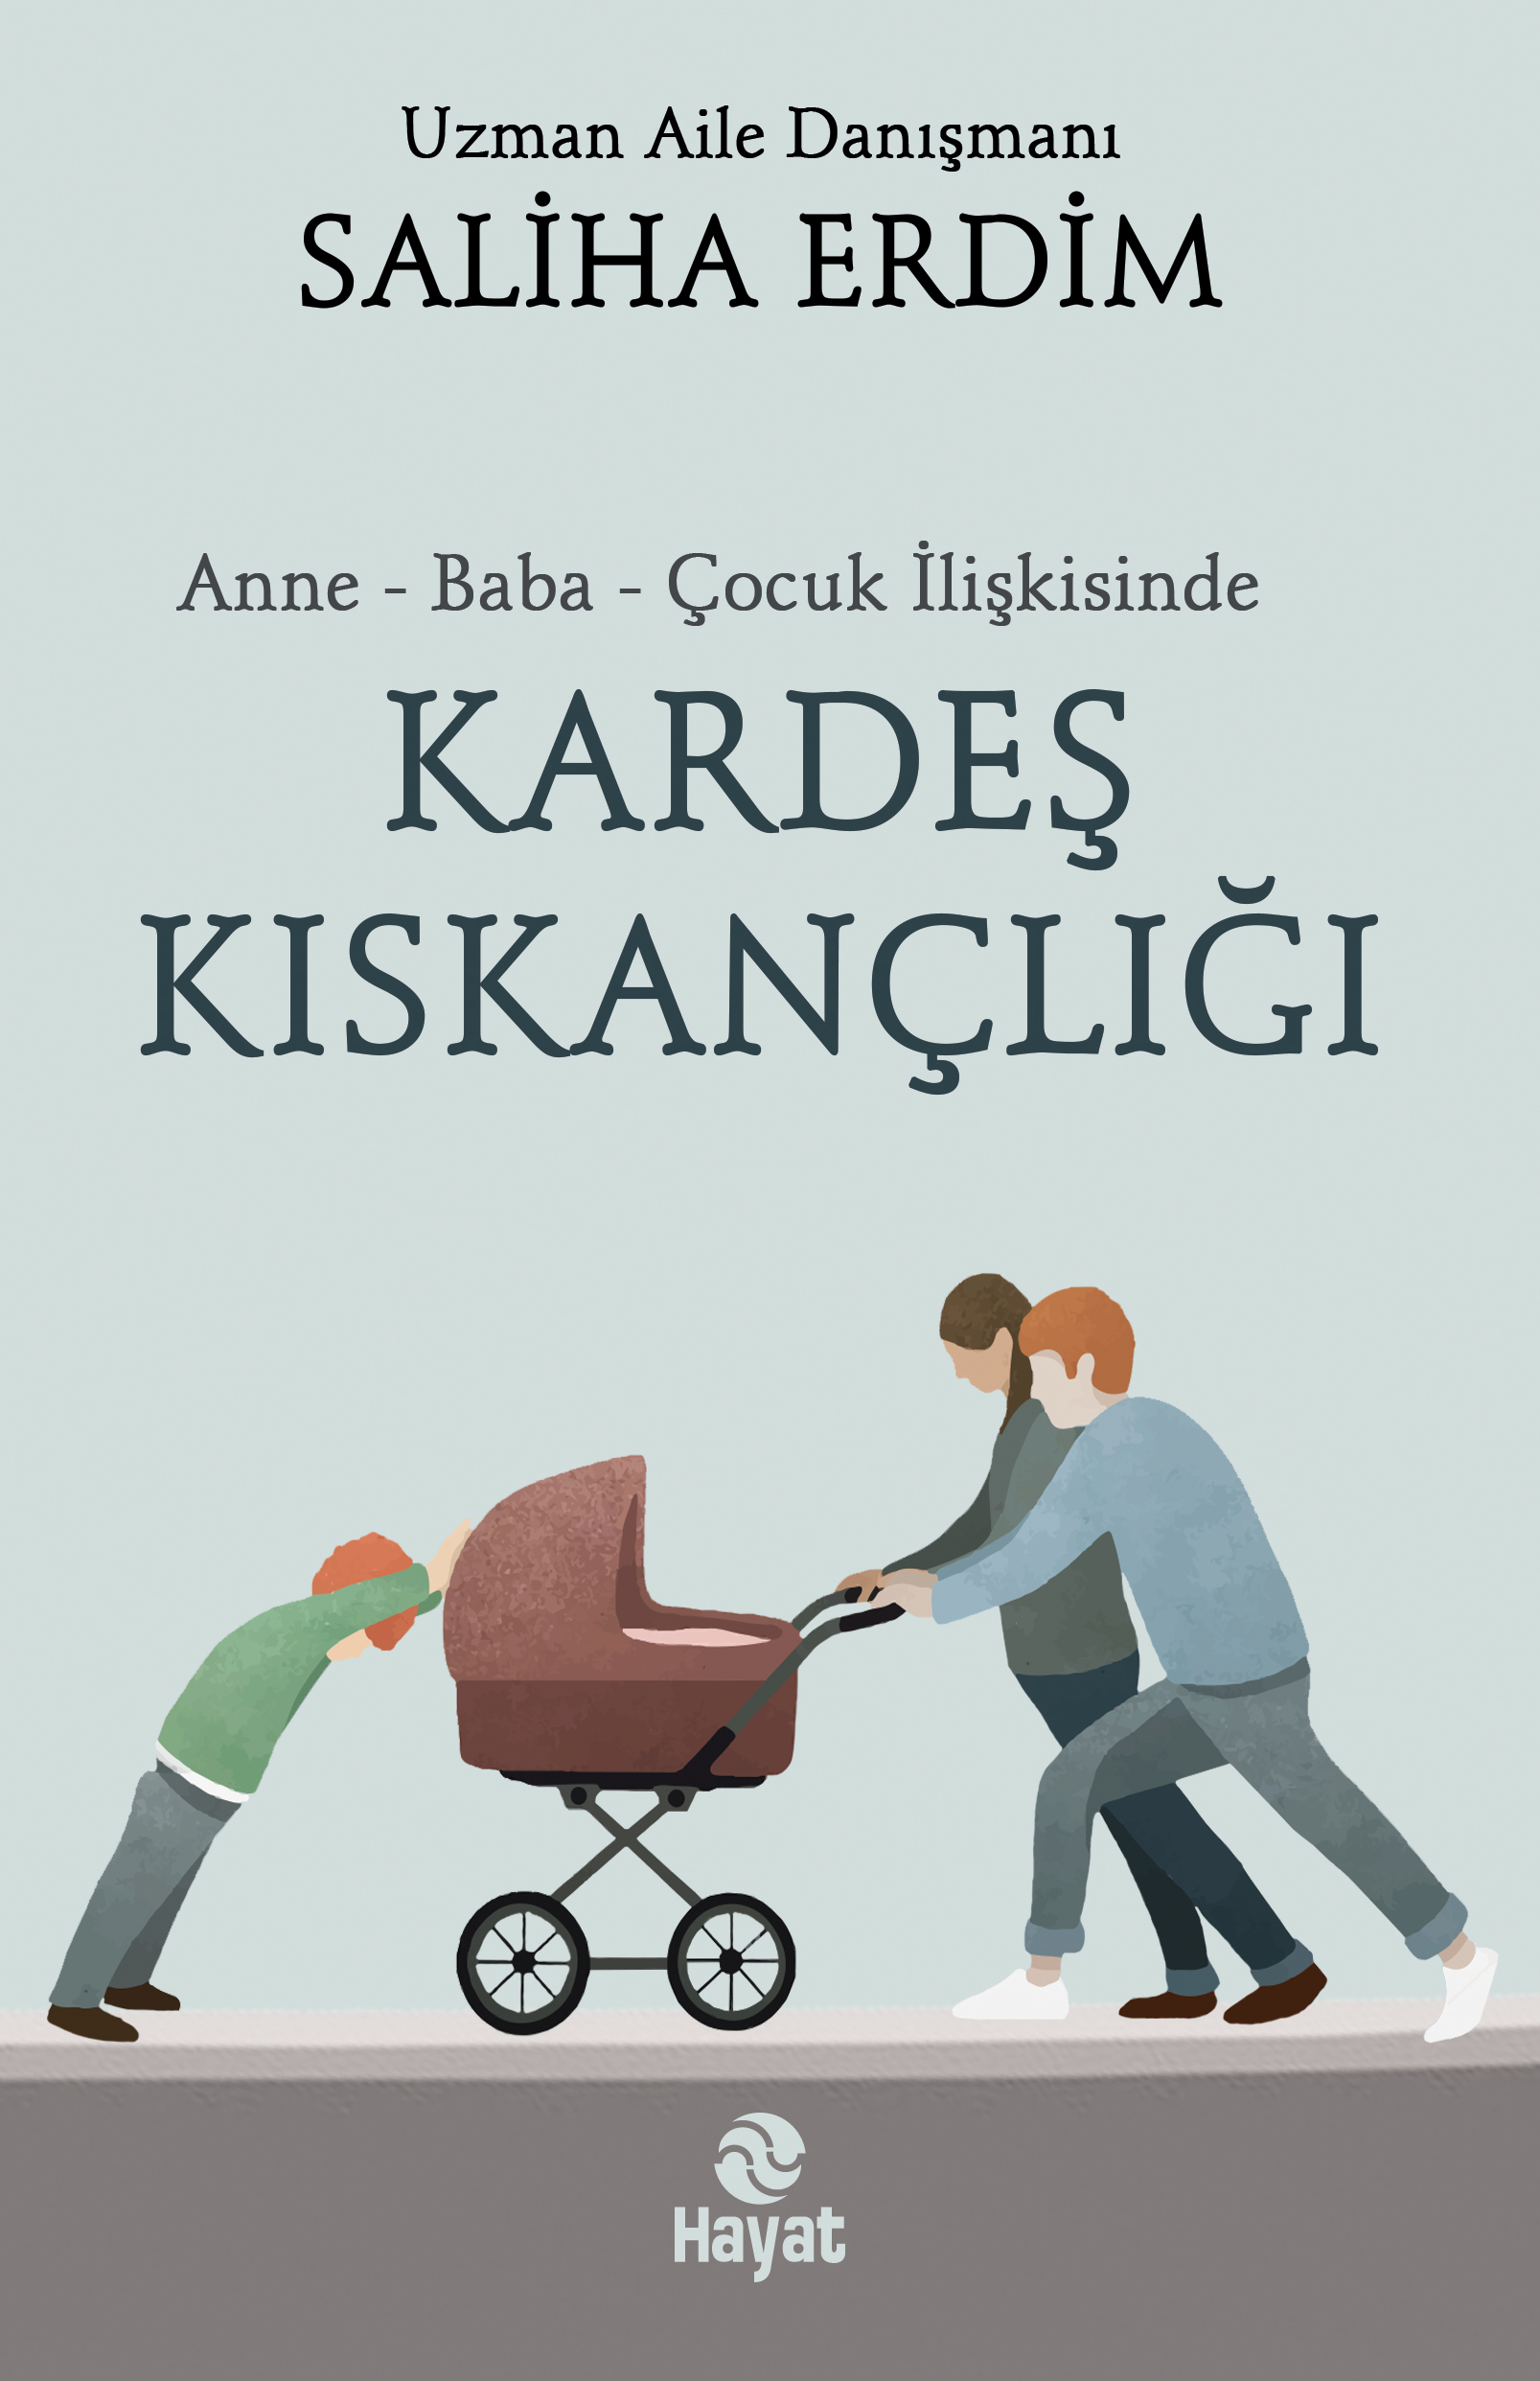 Uzman Aile Danışmanı
SALİHA ERDİM
Anne - Baba - Çocuk İlişkisinde
KARDEŞ
KISKANÇLIĞI
Hayat